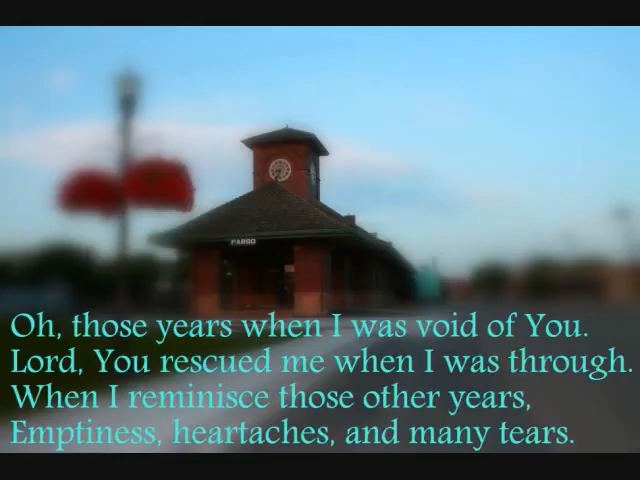 FARGO
Oh, those years when I was void of You.
Lord, You rescued me when I was through.
When I reminisce those other years,
Emptiness, heartaches, and many tears.